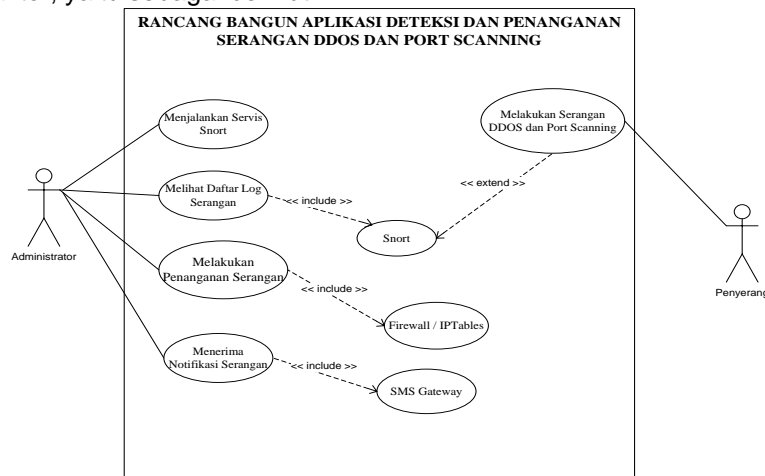 RANCANG BANGUN APLIKASI DETEKSI DAN PENANGANAN
SERANGAN DDOS DAN PORT SCANNING
Menjalankan Servis
Snort
Melakukan Serangan
DDOS dan Port Scanning
Melihat Daftar Log
Serangan
<< include >>
<< extend >>
Snort
Administrator
Melakukan
Penanganan Serangan
<< include >>
Firewall / IPTables
Penyerang
Menerima
Notifikasi Serangan
<< include >>
SMS Gateway